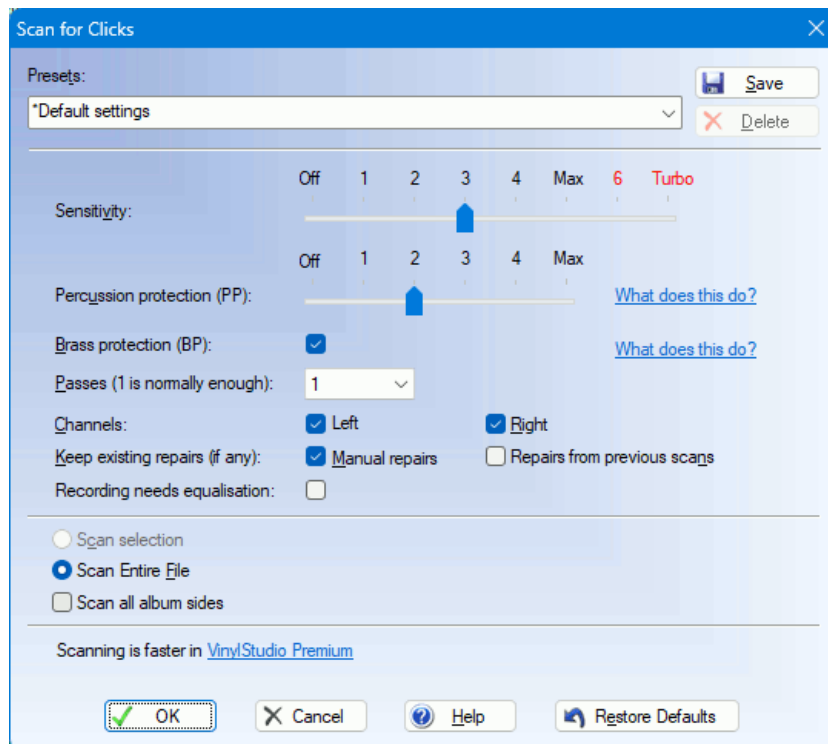 Scan for Clicks
Presets:
Save
*Default settings
Delete
Off 1 2 3 4 Max 6 Turbo
Sensitivity:
Off 1 2 3 4 Max
Percussion protection (PP): What does this do?
Brass protection (BP): What does this do?
Passes (1 is normally enough): 1
Channels: Left Right
Keep existing repairs (if any): Manual repairs Repairs from previous scans
Recording needs equalisation:
Scan selection
Scan Entire File
Scan all album sides
Scanning is faster in VinylStudio Premium
OK Cancel Help Restore Defaults